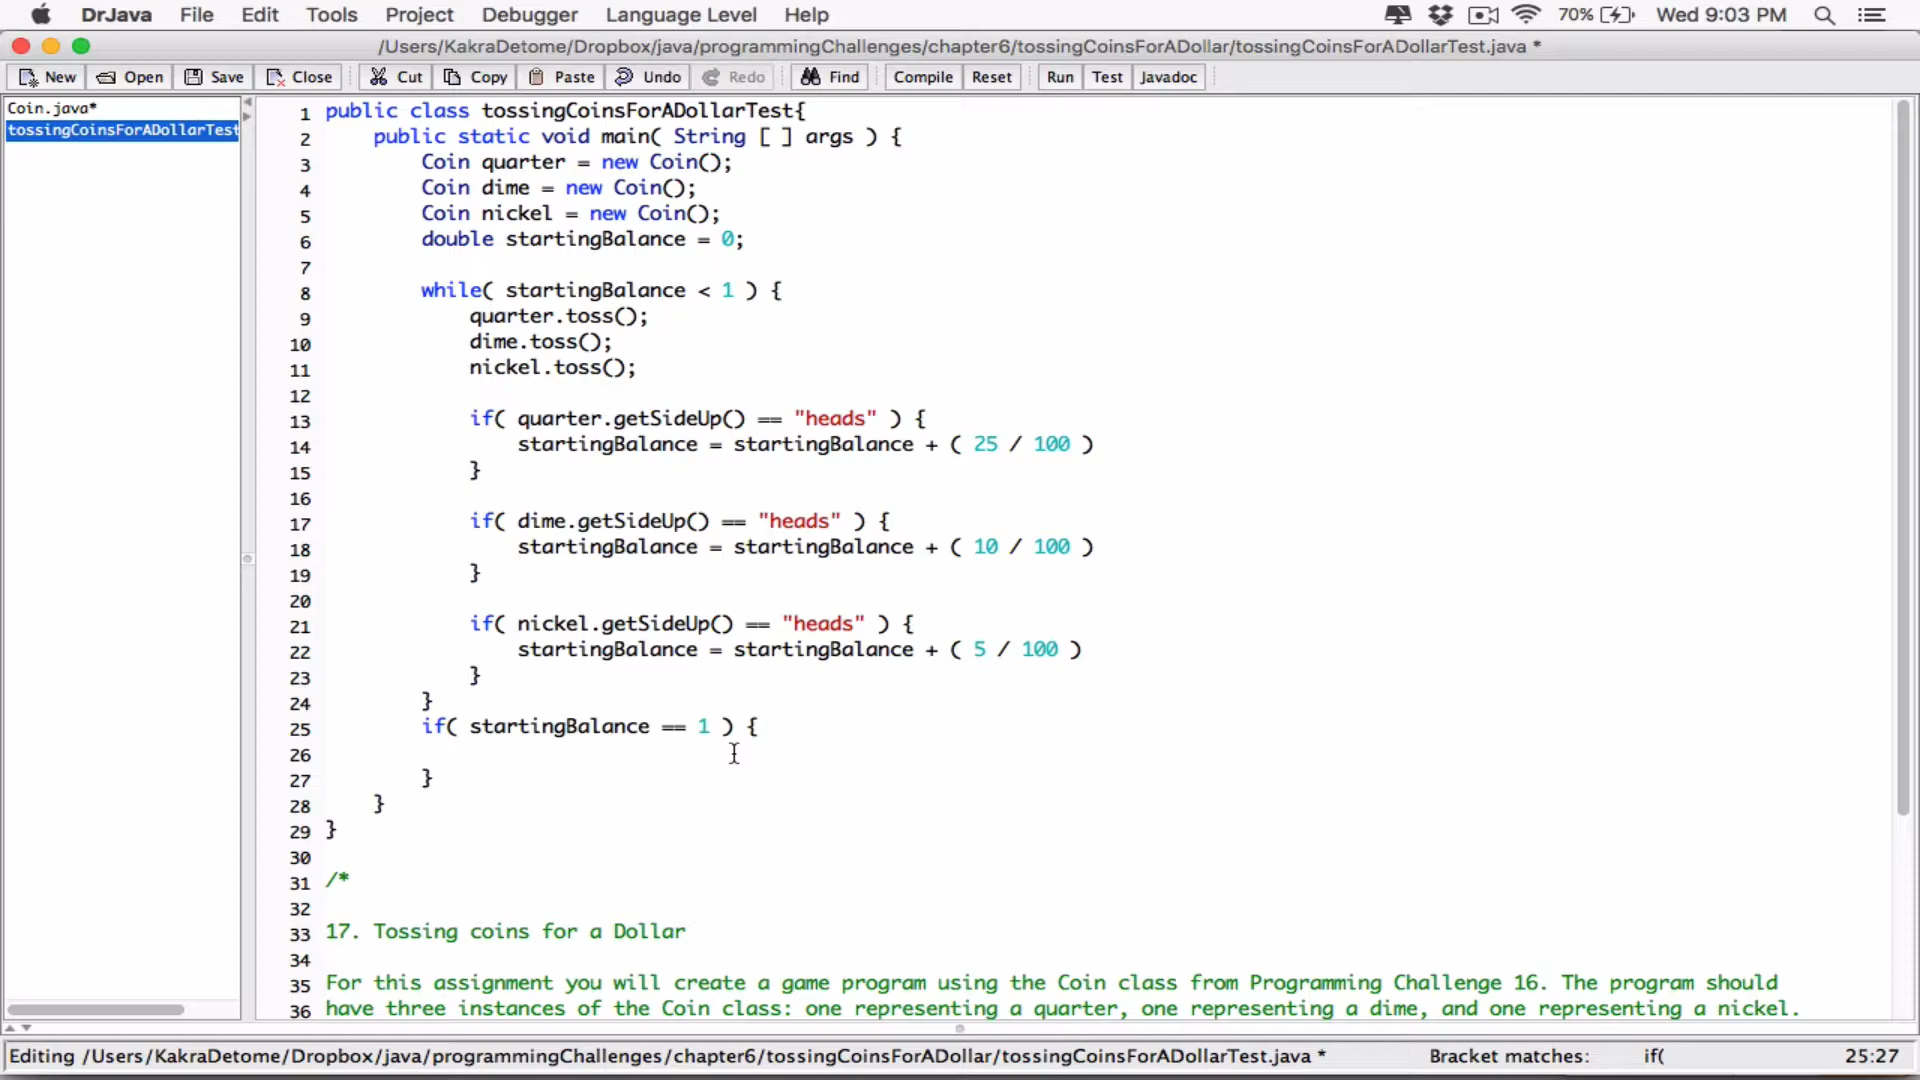 DrJava File Edit Tools Project Debugger Language Level Help 70% Wed 9:03 PM
/Users/KakraDetome/Dropbox/java/programmingChallenges/chapter6/tossingCoinsForADollar/tossingCoinsForADollarTest.java *
New Open Save Close Cut Copy Paste Undo Redo Find Compile Reset Run Test Javadoc
Coin.java*
tossingCoinsForADollarTest
1 public class tossingCoinsForADollarTest{
2 public static void main( String [ ] args ) {
3 Coin quarter = new Coin();
4 Coin dime = new Coin();
5 Coin nickel = new Coin();
6 double startingBalance = 0;
7
8 while( startingBalance < 1 ) {
9 quarter.toss();
10 dime.toss();
11 nickel.toss();
12
13 if( quarter.getSideUp() == "heads" ) {
14 startingBalance = startingBalance + ( 25 / 100 )
15 }
16
17 if( dime.getSideUp() == "heads" ) {
18 startingBalance = startingBalance + ( 10 / 100 )
19 }
20
21 if( nickel.getSideUp() == "heads" ) {
22 startingBalance = startingBalance + ( 5 / 100 )
23 }
24 }
25 if( startingBalance == 1 ) {
26
27 }
28 }
29 }
30
31 /*
32
33 17. Tossing coins for a Dollar
34
35 For this assignment you will create a game program using the Coin class from Programming Challenge 16. The program should
36 have three instances of the Coin class: one representing a quarter, one representing a dime, and one representing a nickel.
Editing /Users/KakraDetome/Dropbox/java/programmingChallenges/chapter6/tossingCoinsForADollar/tossingCoinsForADollarTest.java * Bracket matches: if( 25:27